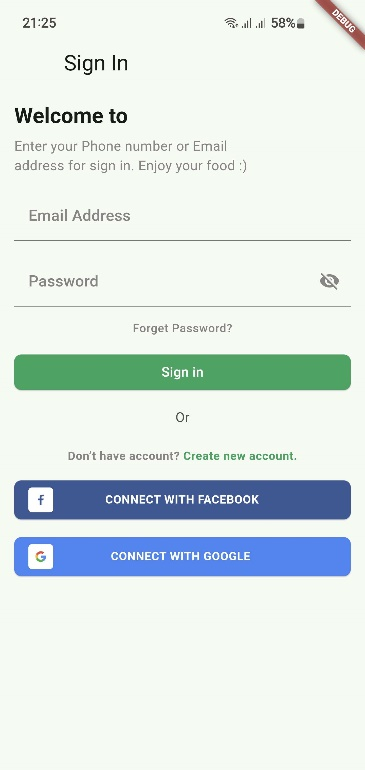 21:25
58%
DEBUG
Sign In
Welcome to
Enter your Phone number or Email
address for sign in. Enjoy your food :)
Email Address
Password
Forget Password?
Sign in
Or
Don't have account? Create new account.
f CONNECT WITH FACEBOOK
G CONNECT WITH GOOGLE